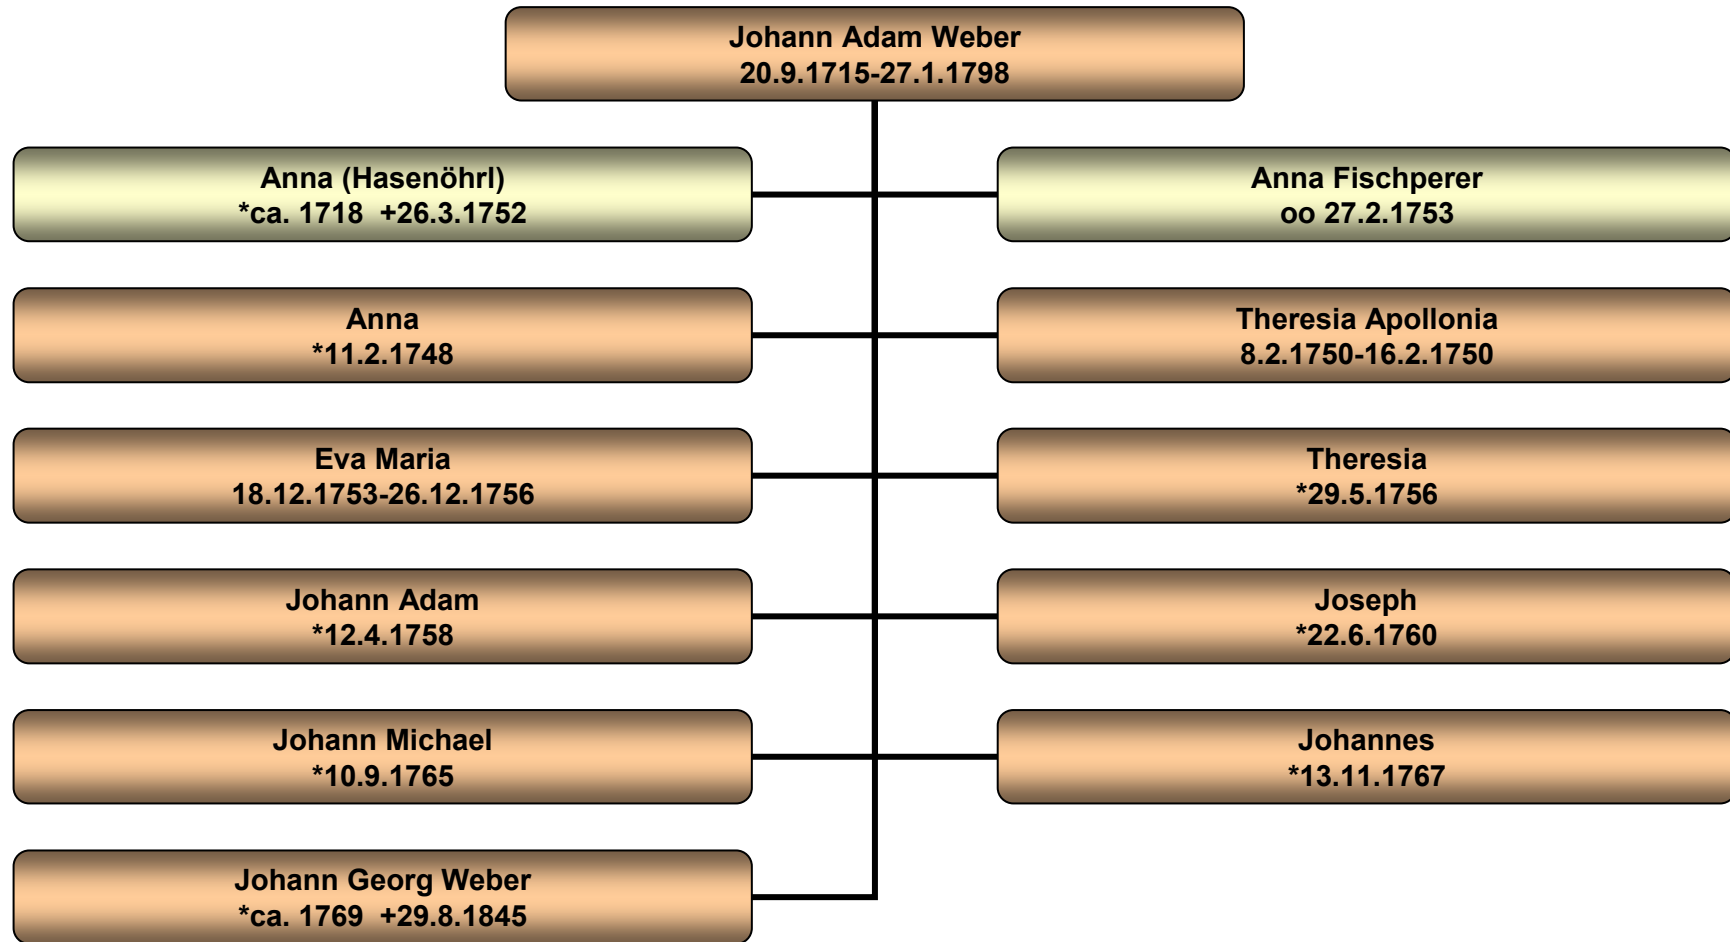 Johann Adam Weber
20.9.1715-27.1.1798
Anna (Hasenöhrl)
*ca. 1718  +26.3.1752
Anna Fischperer
oo 27.2.1753
Anna
*11.2.1748
Theresia Apollonia
8.2.1750-16.2.1750
Eva Maria
18.12.1753-26.12.1756
Theresia
*29.5.1756
Johann Adam
*12.4.1758
Joseph
*22.6.1760
Johann Michael
*10.9.1765
Johannes
*13.11.1767
Johann Georg Weber
*ca. 1769  +29.8.1845